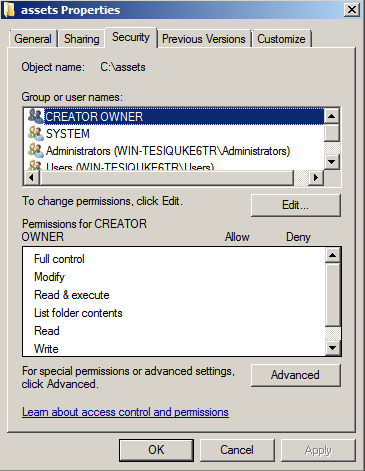 assets Properties
General
Sharing
Security
Previous Versions
Customize
Object name: C:\assets
Group or user names:
CREATOR OWNER
SYSTEM
Administrators (WIN-TESIQUKE6TR\Administrators)
Users (WIN-TESIQUKE6TR\Users)
To change permissions, click Edit.
Edit...
Permissions for CREATOR
OWNER Allow Deny
Full control
Modify
Read & execute
List folder contents
Read
Write
For special permissions or advanced settings,
click Advanced.
Advanced
Learn about access control and permissions
OK
Cancel
Apply